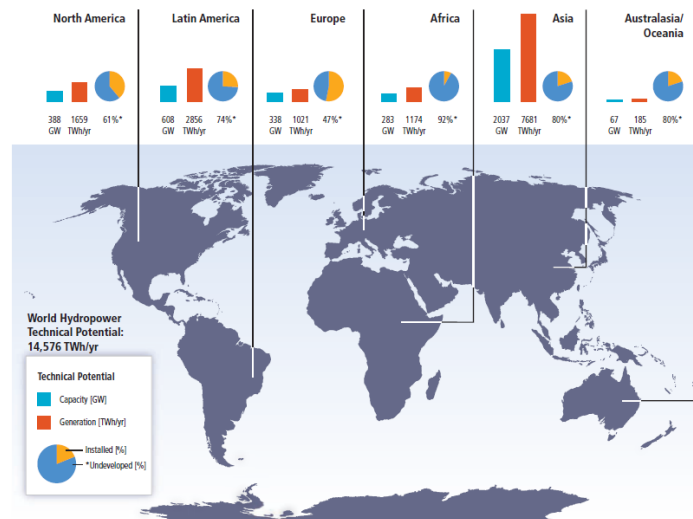 North America
Latin America
Europe
Africa
Asia
Australasia/
Oceania
388 1659 61%*
GW TWh/yr
608 2856 74%*
GW TWh/yr
338 1021 47%*
GW TWh/yr
283 1174 92%*
GW TWh/yr
2037 7681 80%*
GW TWh/yr
67 185 80%*
GW TWh/yr
World Hydropower
Technical Potential:
14,576 TWh/yr
Technical Potential
Capacity [GW]
Generation [TWh/yr]
Installed [%]
*Undeveloped [%]